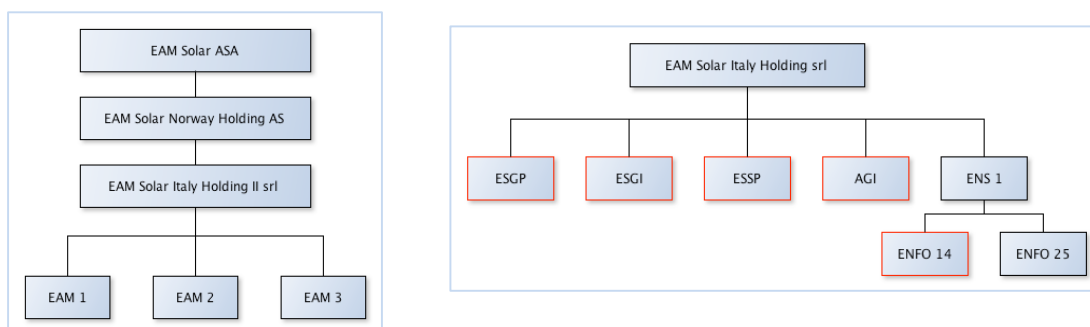 EAM Solar ASA
EAM Solar Norway Holding AS
EAM Solar Italy Holding II srl
EAM 1
EAM 2
EAM 3
EAM Solar Italy Holding srl
ESGP
ESGI
ESSP
AGI
ENS 1
ENFO 14
ENFO 25